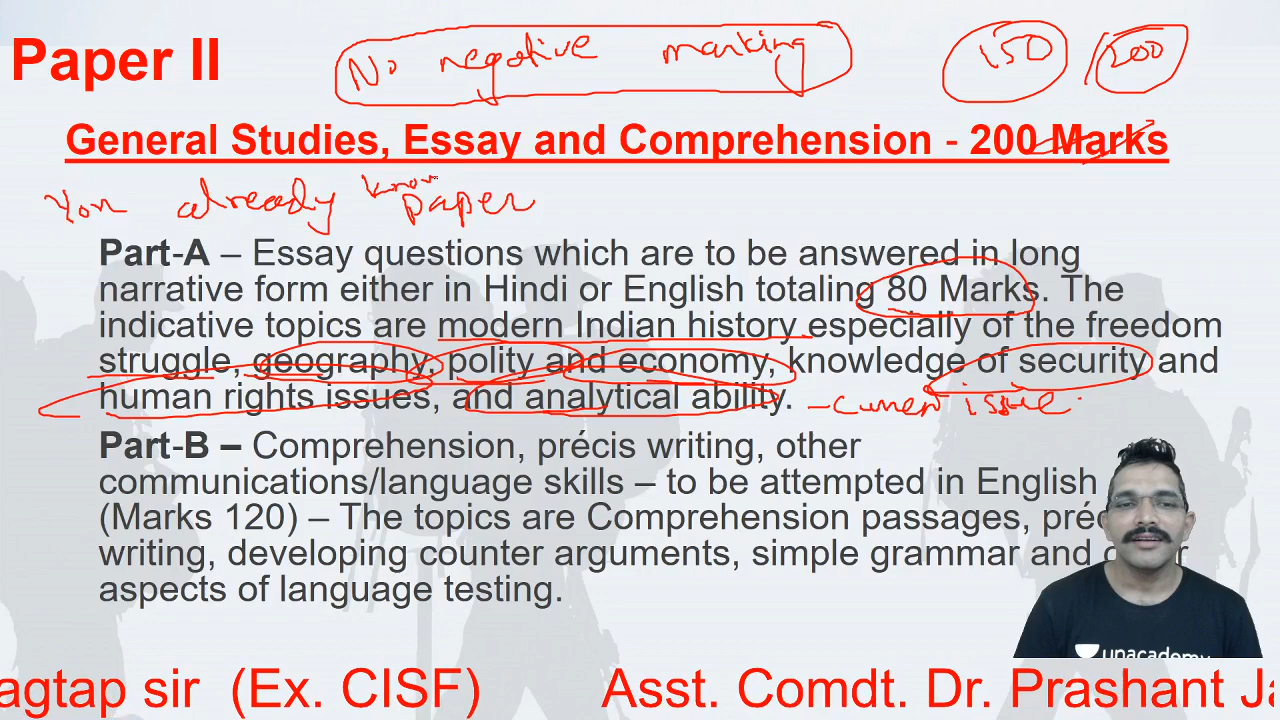 Paper II
No negative marking
150
200
General Studies, Essay and Comprehension - 200 Marks
You already know paper
Part-A – Essay questions which are to be answered in long
narrative form either in Hindi or English totaling 80 Marks. The
indicative topics are modern Indian history especially of the freedom
struggle, geography, polity and economy, knowledge of security and
human rights issues, and analytical ability. - current issue.
Part-B – Comprehension, précis writing, other
communications/language skills – to be attempted in English
(Marks 120) – The topics are Comprehension passages, préc
writing, developing counter arguments, simple grammar and
aspects of language testing.
unacademy
agtap sir (Ex. CISF) Asst. Comdt. Dr. Prashant Ja